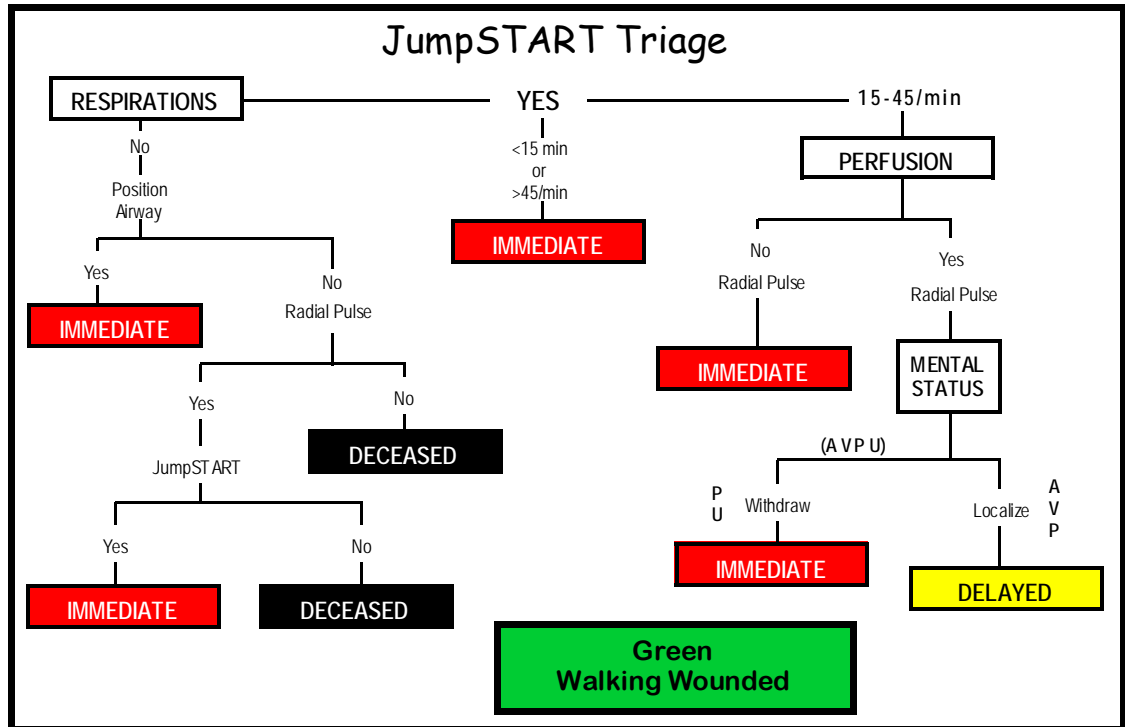 JumpSTART Triage
RESPIRATIONS
YES
15-45/min
No
Position
Airway
<15 min
or
>45/min
IMMEDIATE
PERFUSION
Yes
IMMEDIATE
No
Radial Pulse
No
Radial Pulse
IMMEDIATE
Yes
Radial Pulse
MENTAL
STATUS
Yes
JumpSTART
No
DECEASED
Yes
IMMEDIATE
No
DECEASED
(A V P U)
P
U
Withdraw
IMMEDIATE
Localize
A
V
P
DELAYED
Green
Walking Wounded